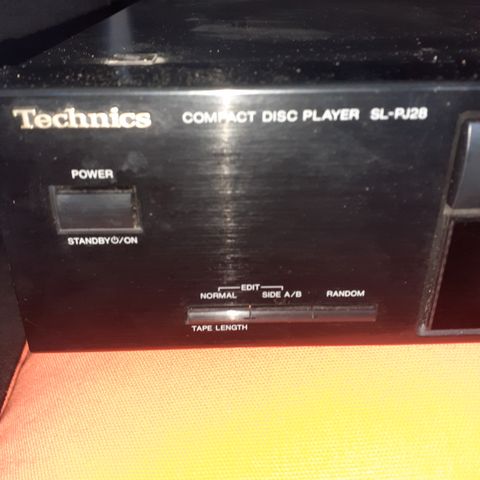 Technics COMPACT DISC PLAYER SL-PJ28
POWER
STANDBY⏻/ON
EDIT
NORMAL SIDE A/B RANDOM
TAPE LENGTH